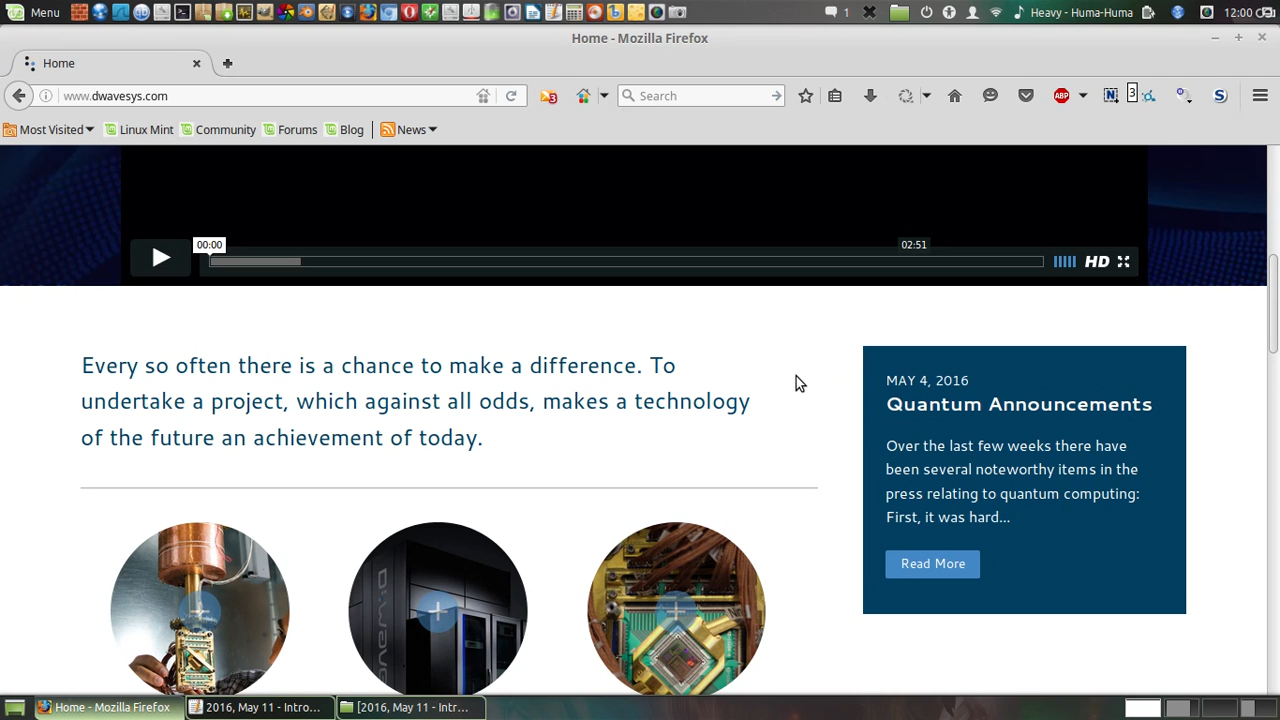 Menu
1
Heavy - Huma-Huma
12:00
Home - Mozilla Firefox
Home
www.dwavesys.com
3
Search
ABP
N
3
S
Most Visited
Linux Mint
Community
Forums
Blog
News
00:00
02:51
HD
Every so often there is a chance to make a difference. To
undertake a project, which against all odds, makes a technology
of the future an achievement of today.
MAY 4, 2016
Quantum Announcements
Over the last few weeks there have
been several noteworthy items in the
press relating to quantum computing:
First, it was hard...
Read More
Home - Mozilla Firefox
2016, May 11 - Intro...
[2016, May 11 - Intr...